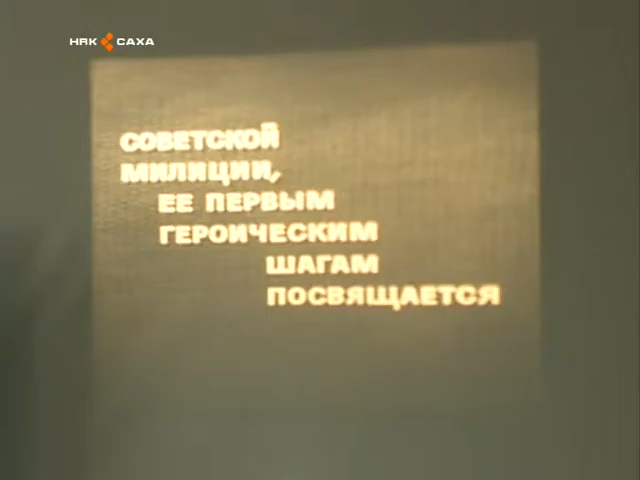 НВК САХА
СОВЕТСКОЙ
МИЛИЦИИ,
ЕЕ ПЕРВЫМ
ГЕРОИЧЕСКИМ
ШАГАМ
ПОСВЯЩАЕТСЯ